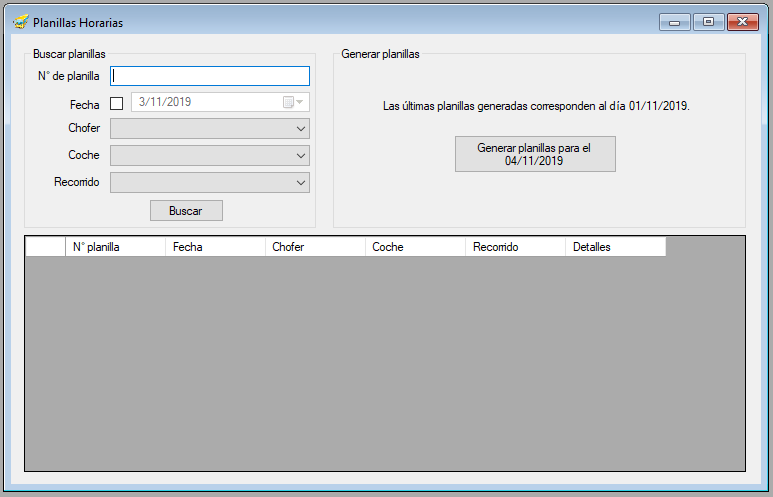 Planillas Horarias
Buscar planillas
N° de planilla
Fecha
3/11/2019
Chofer
Coche
Recorrido
Buscar
Generar planillas
Las últimas planillas generadas corresponden al día 01/11/2019.
Generar planillas para el
04/11/2019
N° planilla Fecha Chofer Coche Recorrido Detalles